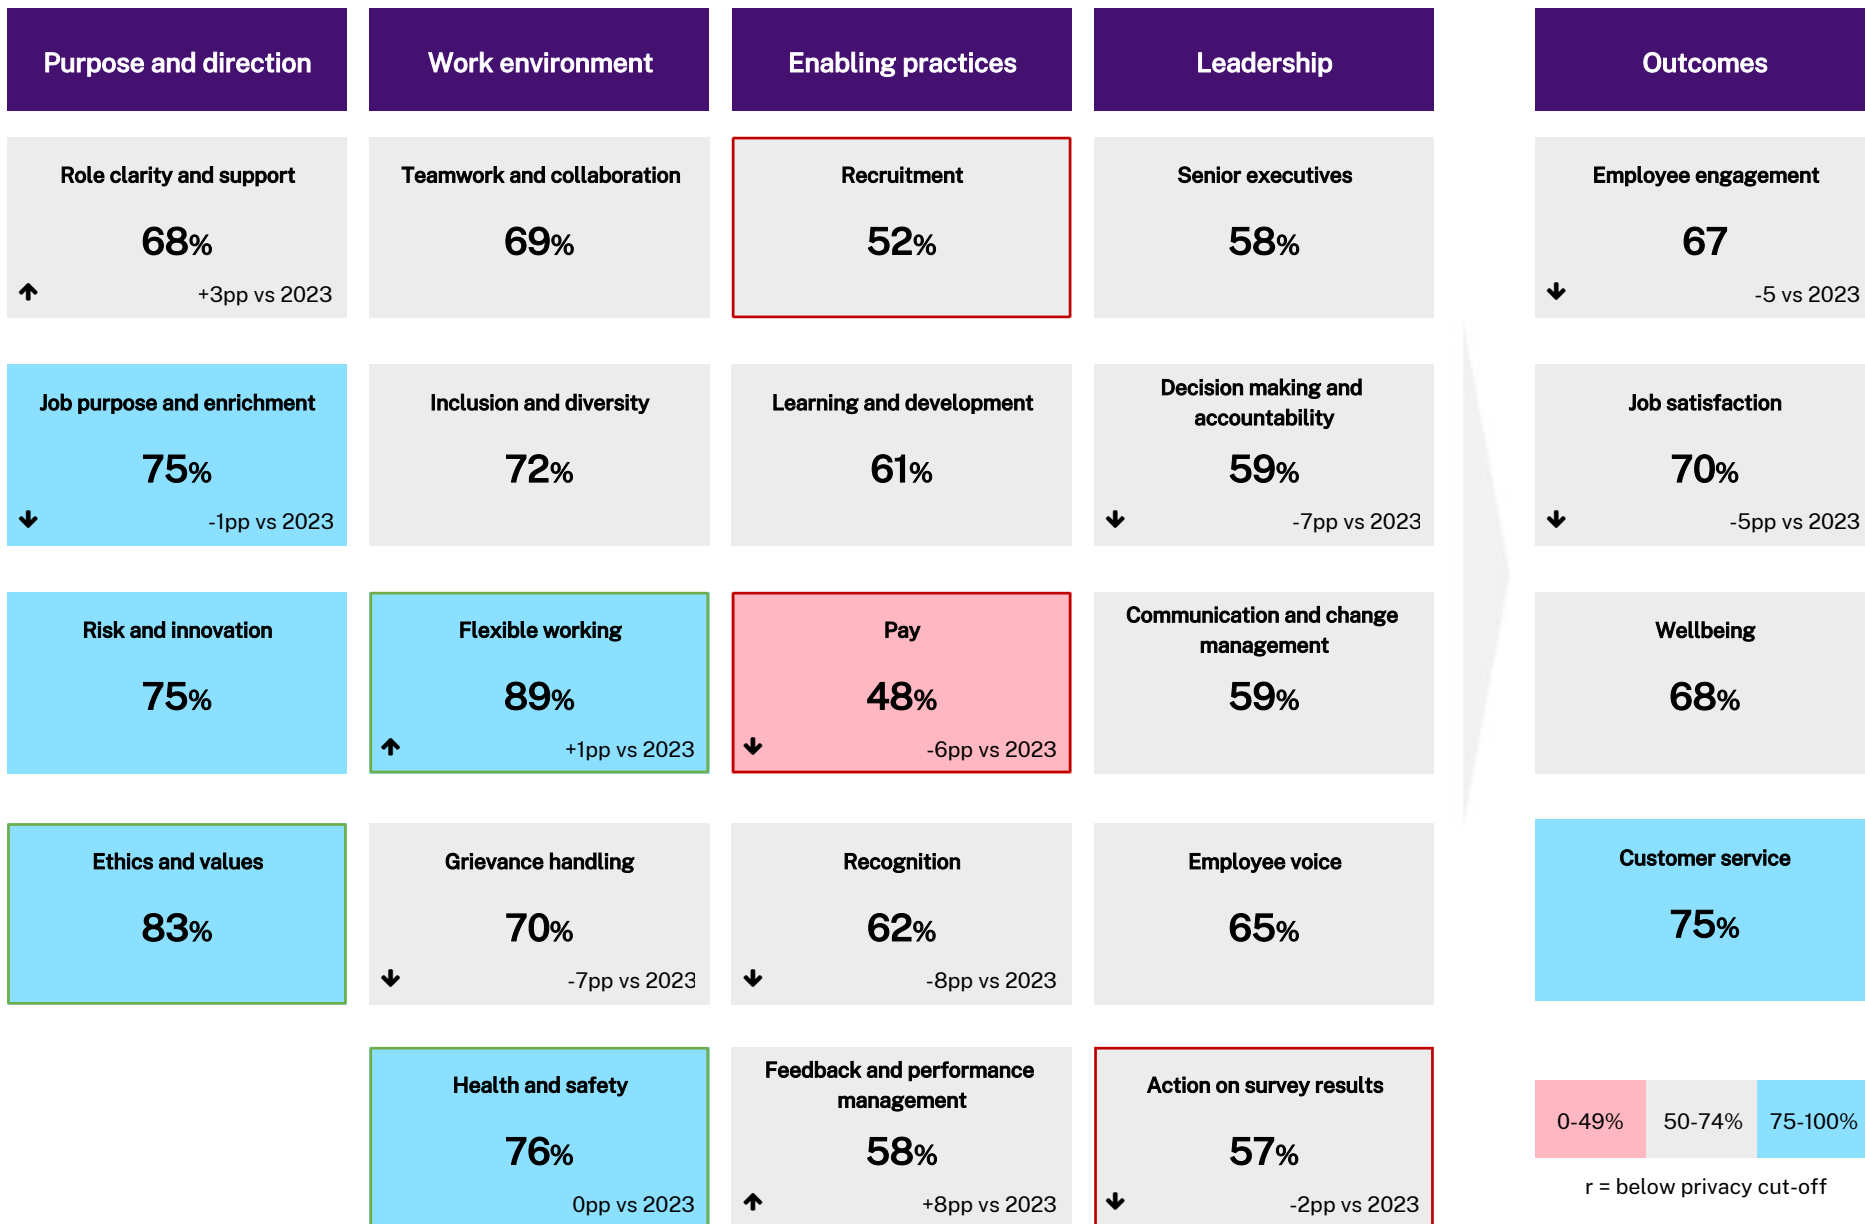 Purpose and direction
Work environment
Enabling practices
Leadership
Outcomes
Role clarity and support
68%
+3pp vs 2023
Teamwork and collaboration
69%
Recruitment
52%
Senior executives
58%
Employee engagement
67
-5 vs 2023
Job purpose and enrichment
75%
-1pp vs 2023
Inclusion and diversity
72%
Learning and development
61%
Decision making and
accountability
59%
-7pp vs 2023
Job satisfaction
70%
-5pp vs 2023
Risk and innovation
75%
Flexible working
89%
+1pp vs 2023
Pay
48%
-6pp vs 2023
Communication and change
management
59%
Wellbeing
68%
Ethics and values
83%
Grievance handling
70%
-7pp vs 2023
Recognition
62%
-8pp vs 2023
Employee voice
65%
Customer service
75%
Health and safety
76%
0pp vs 2023
Feedback and performance
management
58%
+8pp vs 2023
Action on survey results
57%
-2pp vs 2023
0-49%
50-74%
75-100%
r = below privacy cut-off